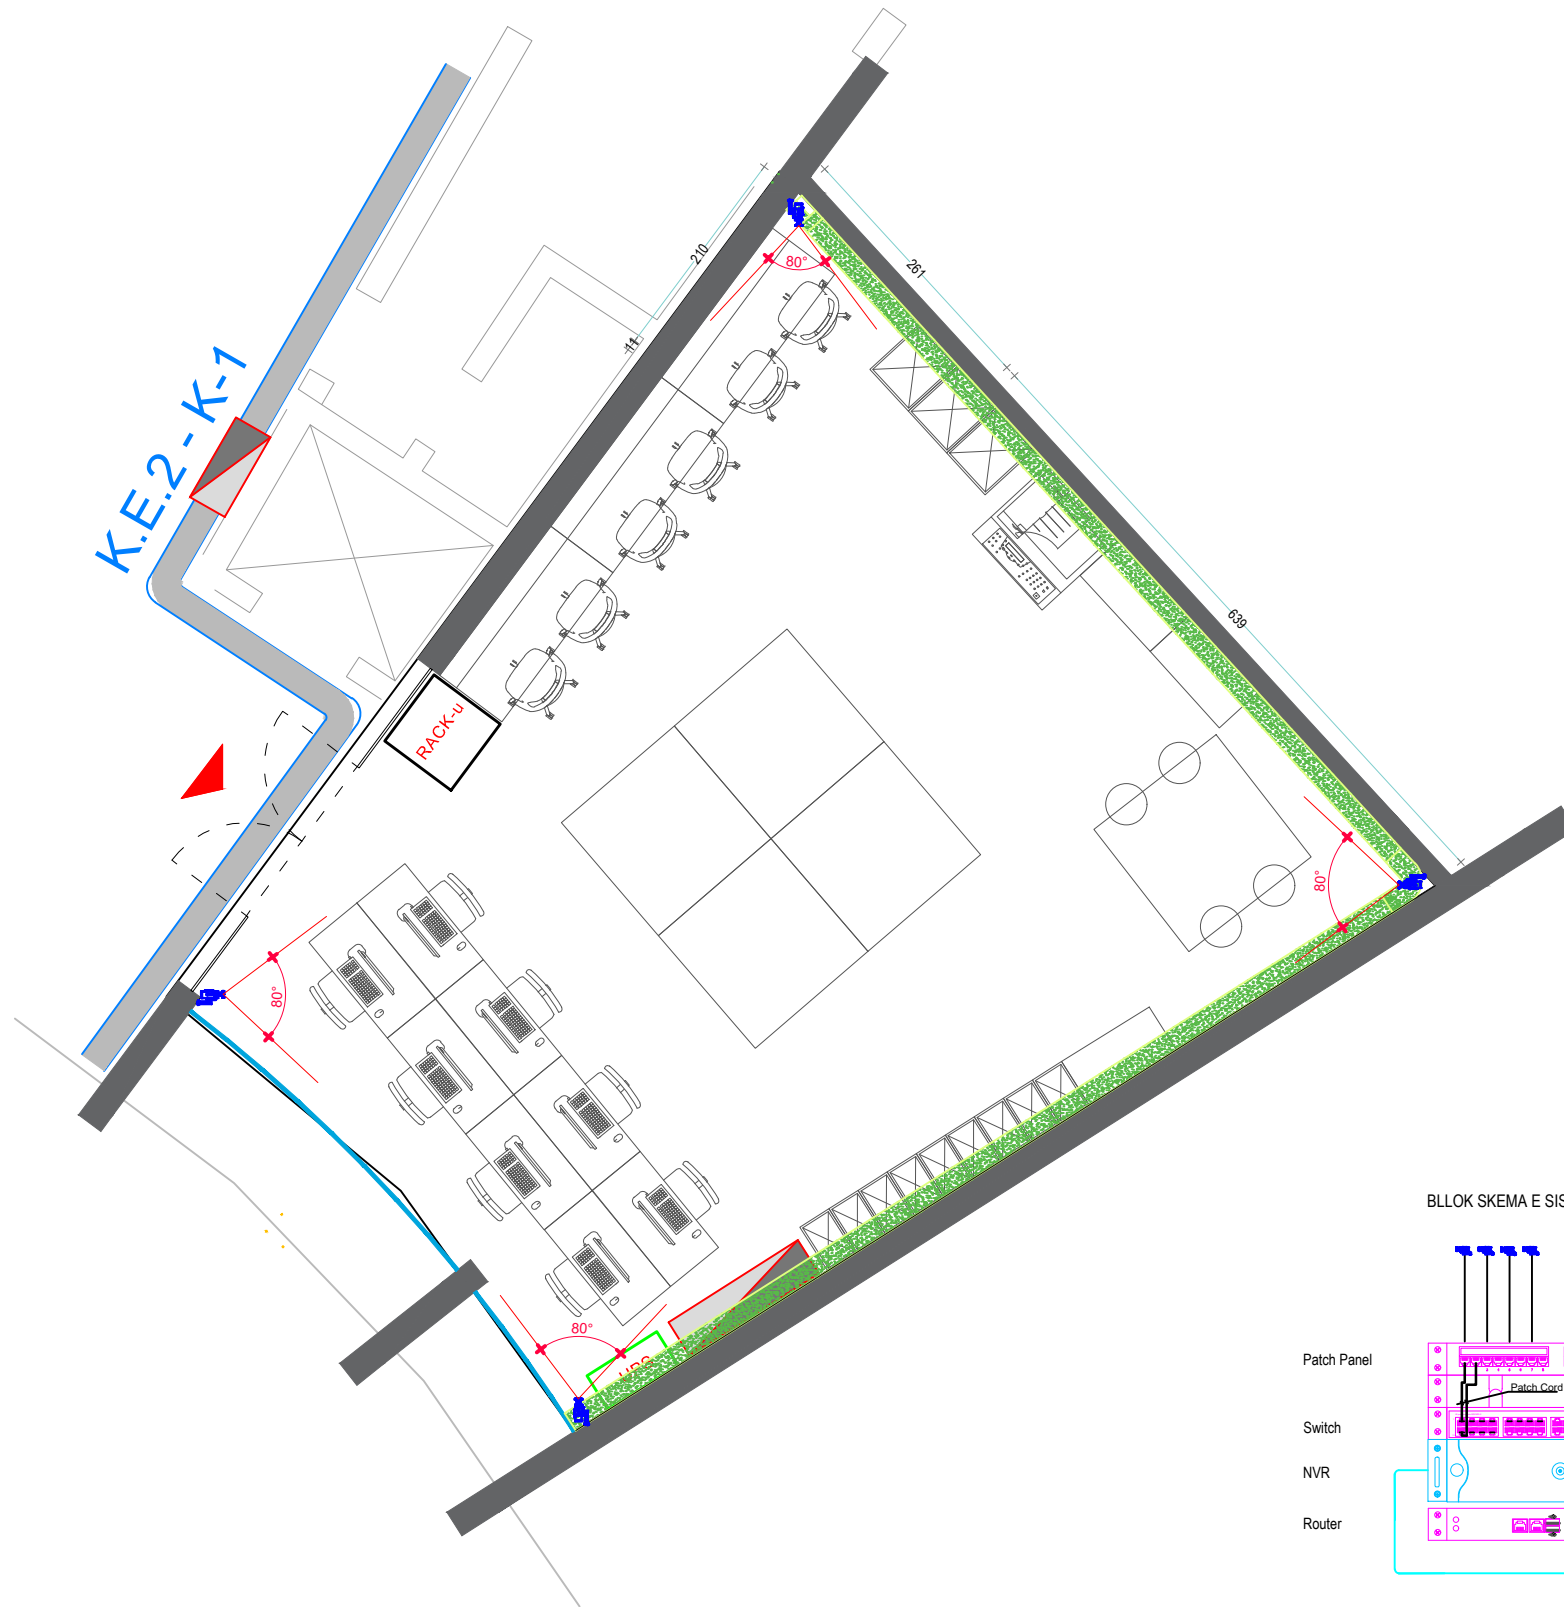 210
261
80°
11
K.E.2 - K-1
639
RACK-u
80°
80°
80°
UPS
BLLOK SKEMA E SIS
Patch Panel
Patch Cord
Switch
NVR
Router